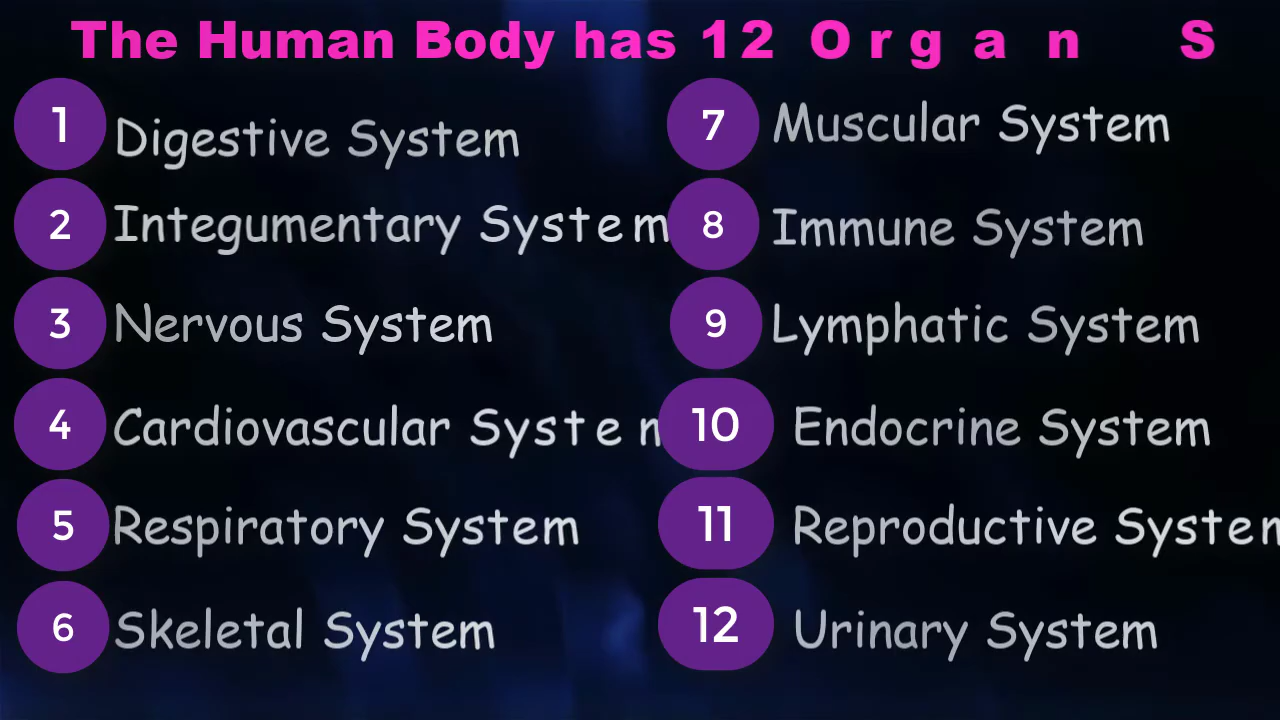 The Human Body has 12 Organ S
1 Digestive System
2 Integumentary System
3 Nervous System
4 Cardiovascular System
5 Respiratory System
6 Skeletal System
7 Muscular System
8 Immune System
9 Lymphatic System
10 Endocrine System
11 Reproductive System
12 Urinary System